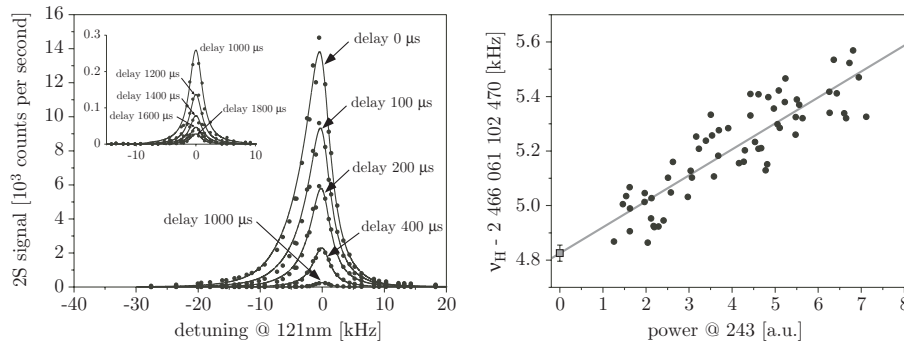 2S signal [10³ counts per second]
16
14
12
10
8
6
4
2
0
-40
-30
-20
-10
0
10
20
detuning @ 121nm [kHz]
delay 0 μs
delay 100 μs
delay 200 μs
delay 1000 μs
delay 400 μs
0.3
0.2
0.1
0
-10
0
10
delay 1000 μs
delay 1200 μs
delay 1400 μs
delay 1600 μs
delay 1800 μs
νH - 2 466 061 102 470 [kHz]
5.6
5.4
5.2
5.0
4.8
0
1
2
3
4
5
6
7
8
power @ 243 [a.u.]